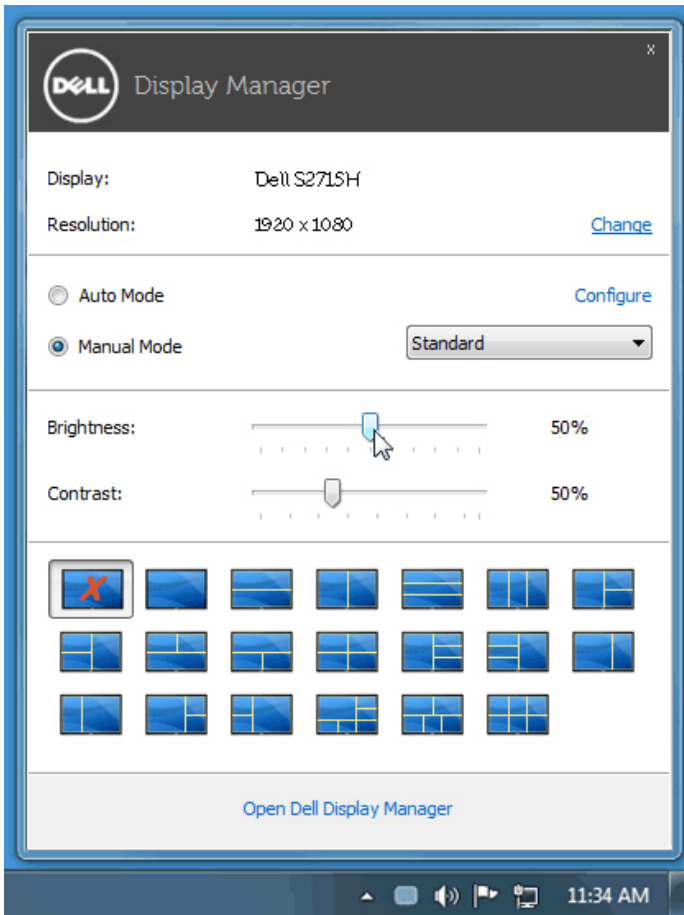 x
DELL Display Manager
Display: Dell S2715H
Resolution: 1920 x 1080 Change
Auto Mode Configure
Manual Mode Standard
Brightness: 50%
Contrast: 50%
Open Dell Display Manager
11:34 AM